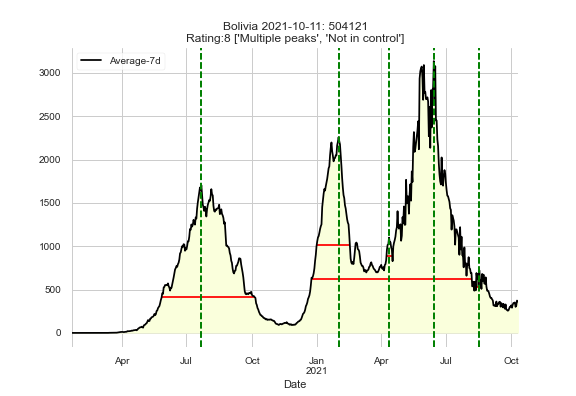 Bolivia 2021-10-11: 504121
Rating:8 ['Multiple peaks', 'Not in control']
Average-7d
3000
2500
2000
1500
1000
500
0
Apr Jul Oct Jan Apr Jul Oct
2021
Date